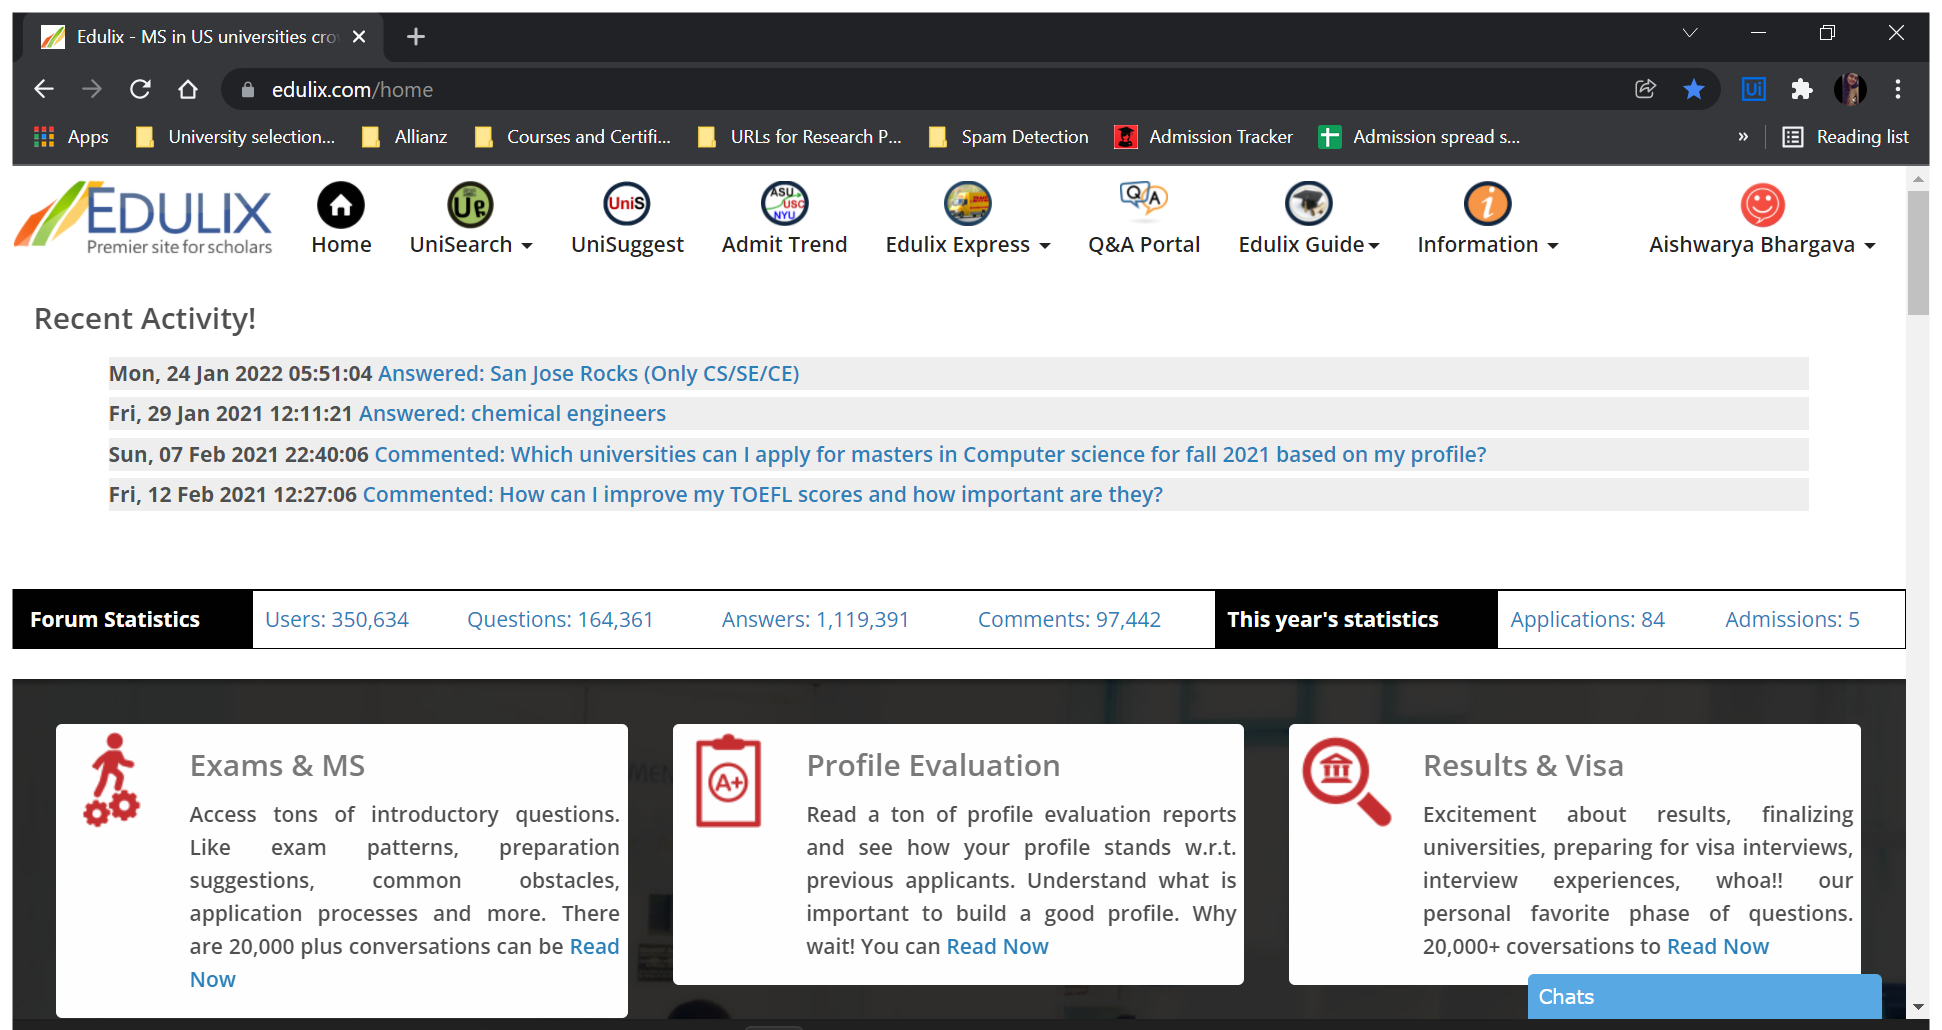 Edulix - MS in US universities cro
edulix.com/home
Ui
Apps
University selection...
Allianz
Courses and Certifi...
URLs for Research P...
Spam Detection
Admission Tracker
Admission spread s...
»
Reading list
EDULIX
Premier site for scholars
UniS
ASU
USC
NYU
Q A
i
Home
UniSearch
UniSuggest
Admit Trend
Edulix Express
Q&A Portal
Edulix Guide
Information
Aishwarya Bhargava
Recent Activity!
Mon, 24 Jan 2022 05:51:04 Answered: San Jose Rocks (Only CS/SE/CE)
Fri, 29 Jan 2021 12:11:21 Answered: chemical engineers
Sun, 07 Feb 2021 22:40:06 Commented: Which universities can I apply for masters in Computer science for fall 2021 based on my profile?
Fri, 12 Feb 2021 12:27:06 Commented: How can I improve my TOEFL scores and how important are they?
Forum Statistics
Users: 350,634
Questions: 164,361
Answers: 1,119,391
Comments: 97,442
This year's statistics
Applications: 84
Admissions: 5
Exams & MS
Access tons of introductory questions.
Like exam patterns, preparation
suggestions, common obstacles,
application processes and more. There
are 20,000 plus conversations can be Read
Now
A+
Profile Evaluation
Read a ton of profile evaluation reports
and see how your profile stands w.r.t.
previous applicants. Understand what is
important to build a good profile. Why
wait! You can Read Now
Results & Visa
Excitement about results, finalizing
universities, preparing for visa interviews,
interview experiences, whoa!! our
personal favorite phase of questions.
20,000+ coversations to Read Now
Chats